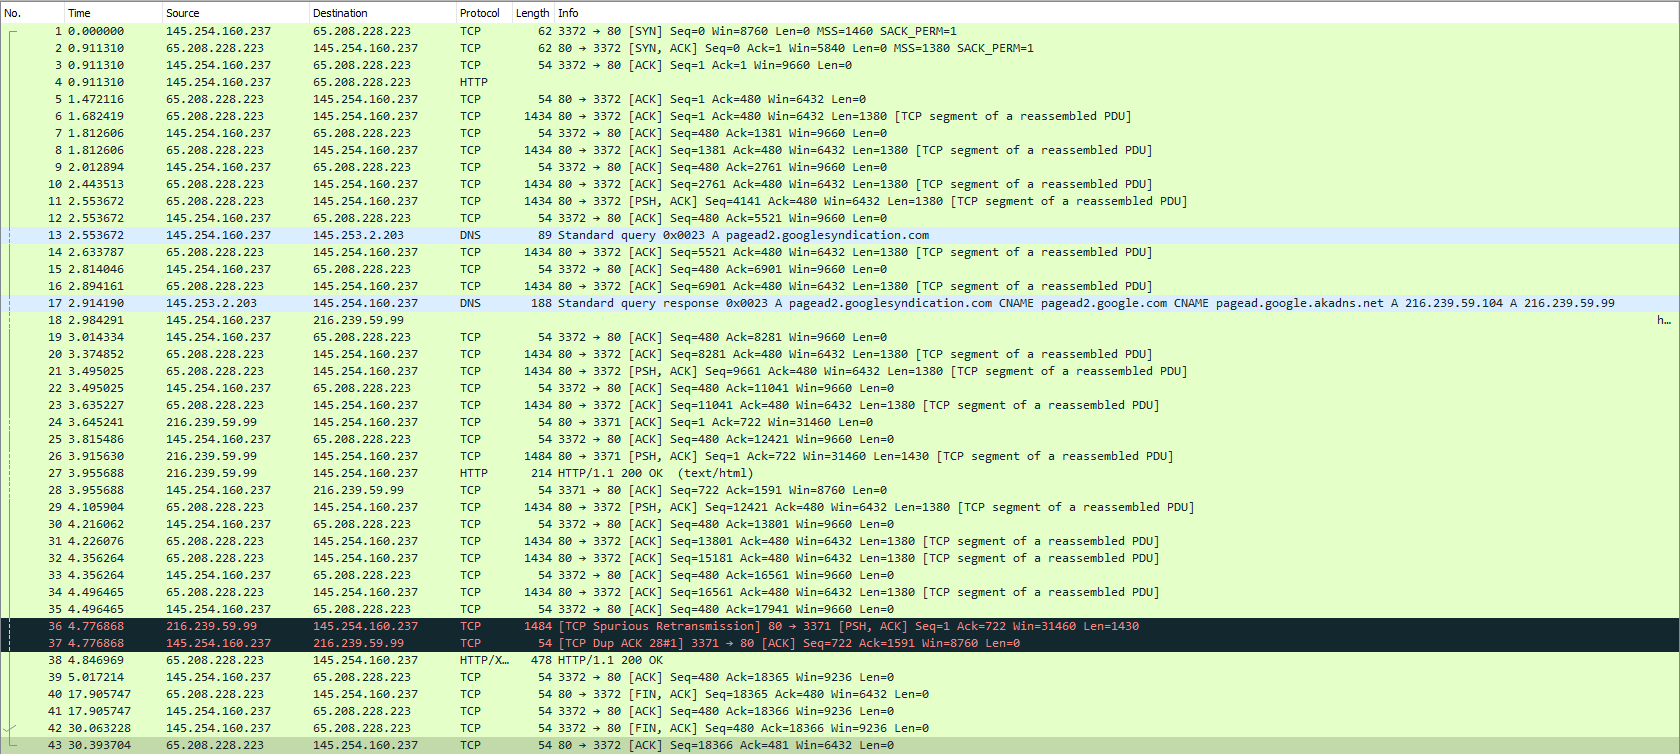 No. Time Source Destination Protocol Length Info
1 0.000000 145.254.160.237 65.208.228.223 TCP 62 3372 → 80 [SYN] Seq=0 Win=8760 Len=0 MSS=1460 SACK_PERM=1
2 0.911310 65.208.228.223 145.254.160.237 TCP 62 80 → 3372 [SYN, ACK] Seq=0 Ack=1 Win=5840 Len=0 MSS=1380 SACK_PERM=1
3 0.911310 145.254.160.237 65.208.228.223 TCP 54 3372 → 80 [ACK] Seq=1 Ack=1 Win=9660 Len=0
4 0.911310 145.254.160.237 65.208.228.223 HTTP
5 1.472116 65.208.228.223 145.254.160.237 TCP 54 80 → 3372 [ACK] Seq=1 Ack=480 Win=6432 Len=0
6 1.682419 65.208.228.223 145.254.160.237 TCP 1434 80 → 3372 [ACK] Seq=1 Ack=480 Win=6432 Len=1380 [TCP segment of a reassembled PDU]
7 1.812606 145.254.160.237 65.208.228.223 TCP 54 3372 → 80 [ACK] Seq=480 Ack=1381 Win=9660 Len=0
8 1.812606 65.208.228.223 145.254.160.237 TCP 1434 80 → 3372 [ACK] Seq=1381 Ack=480 Win=6432 Len=1380 [TCP segment of a reassembled PDU]
9 2.012894 145.254.160.237 65.208.228.223 TCP 54 3372 → 80 [ACK] Seq=480 Ack=2761 Win=9660 Len=0
10 2.443513 65.208.228.223 145.254.160.237 TCP 1434 80 → 3372 [ACK] Seq=2761 Ack=480 Win=6432 Len=1380 [TCP segment of a reassembled PDU]
11 2.553672 65.208.228.223 145.254.160.237 TCP 1434 80 → 3372 [PSH, ACK] Seq=4141 Ack=480 Win=6432 Len=1380 [TCP segment of a reassembled PDU]
12 2.553672 145.254.160.237 65.208.228.223 TCP 54 3372 → 80 [ACK] Seq=480 Ack=5521 Win=9660 Len=0
13 2.553672 145.254.160.237 145.253.2.203 DNS 89 Standard query 0x0023 A pagead2.googlesyndication.com
14 2.633787 65.208.228.223 145.254.160.237 TCP 1434 80 → 3372 [ACK] Seq=5521 Ack=480 Win=6432 Len=1380 [TCP segment of a reassembled PDU]
15 2.814046 145.254.160.237 65.208.228.223 TCP 54 3372 → 80 [ACK] Seq=480 Ack=6901 Win=9660 Len=0
16 2.894161 65.208.228.223 145.254.160.237 TCP 1434 80 → 3372 [ACK] Seq=6901 Ack=480 Win=6432 Len=1380 [TCP segment of a reassembled PDU]
17 2.914190 145.253.2.203 145.254.160.237 DNS 188 Standard query response 0x0023 A pagead2.googlesyndication.com CNAME pagead2.google.com CNAME pagead.google.akadns.net A 216.239.59.104 A 216.239.59.99
18 2.984291 145.254.160.237 216.239.59.99 h…
19 3.014334 145.254.160.237 65.208.228.223 TCP 54 3372 → 80 [ACK] Seq=480 Ack=8281 Win=9660 Len=0
20 3.374852 65.208.228.223 145.254.160.237 TCP 1434 80 → 3372 [ACK] Seq=8281 Ack=480 Win=6432 Len=1380 [TCP segment of a reassembled PDU]
21 3.495025 65.208.228.223 145.254.160.237 TCP 1434 80 → 3372 [PSH, ACK] Seq=9661 Ack=480 Win=6432 Len=1380 [TCP segment of a reassembled PDU]
22 3.495025 145.254.160.237 65.208.228.223 TCP 54 3372 → 80 [ACK] Seq=480 Ack=11041 Win=9660 Len=0
23 3.635227 65.208.228.223 145.254.160.237 TCP 1434 80 → 3372 [ACK] Seq=11041 Ack=480 Win=6432 Len=1380 [TCP segment of a reassembled PDU]
24 3.645241 216.239.59.99 145.254.160.237 TCP 54 80 → 3371 [ACK] Seq=1 Ack=722 Win=31460 Len=0
25 3.815486 145.254.160.237 65.208.228.223 TCP 54 3372 → 80 [ACK] Seq=480 Ack=12421 Win=9660 Len=0
26 3.915630 216.239.59.99 145.254.160.237 TCP 1484 80 → 3371 [PSH, ACK] Seq=1 Ack=722 Win=31460 Len=1430 [TCP segment of a reassembled PDU]
27 3.955688 216.239.59.99 145.254.160.237 HTTP 214 HTTP/1.1 200 OK (text/html)
28 3.955688 145.254.160.237 216.239.59.99 TCP 54 3371 → 80 [ACK] Seq=722 Ack=1591 Win=8760 Len=0
29 4.105904 65.208.228.223 145.254.160.237 TCP 1434 80 → 3372 [PSH, ACK] Seq=12421 Ack=480 Win=6432 Len=1380 [TCP segment of a reassembled PDU]
30 4.216062 145.254.160.237 65.208.228.223 TCP 54 3372 → 80 [ACK] Seq=480 Ack=13801 Win=9660 Len=0
31 4.226076 65.208.228.223 145.254.160.237 TCP 1434 80 → 3372 [ACK] Seq=13801 Ack=480 Win=6432 Len=1380 [TCP segment of a reassembled PDU]
32 4.356264 65.208.228.223 145.254.160.237 TCP 1434 80 → 3372 [ACK] Seq=15181 Ack=480 Win=6432 Len=1380 [TCP segment of a reassembled PDU]
33 4.356264 145.254.160.237 65.208.228.223 TCP 54 3372 → 80 [ACK] Seq=480 Ack=16561 Win=9660 Len=0
34 4.496465 65.208.228.223 145.254.160.237 TCP 1434 80 → 3372 [ACK] Seq=16561 Ack=480 Win=6432 Len=1380 [TCP segment of a reassembled PDU]
35 4.496465 145.254.160.237 65.208.228.223 TCP 54 3372 → 80 [ACK] Seq=480 Ack=17941 Win=9660 Len=0
36 4.776868 216.239.59.99 145.254.160.237 TCP 1484 [TCP Spurious Retransmission] 80 → 3371 [PSH, ACK] Seq=1 Ack=722 Win=31460 Len=1430
37 4.776868 145.254.160.237 216.239.59.99 TCP 54 [TCP Dup ACK 28#1] 3371 → 80 [ACK] Seq=722 Ack=1591 Win=8760 Len=0
38 4.846969 65.208.228.223 145.254.160.237 HTTP/X… 478 HTTP/1.1 200 OK
39 5.017214 145.254.160.237 65.208.228.223 TCP 54 3372 → 80 [ACK] Seq=480 Ack=18365 Win=9236 Len=0
40 17.905747 65.208.228.223 145.254.160.237 TCP 54 80 → 3372 [FIN, ACK] Seq=18365 Ack=480 Win=6432 Len=0
41 17.905747 145.254.160.237 65.208.228.223 TCP 54 3372 → 80 [ACK] Seq=480 Ack=18366 Win=9236 Len=0
42 30.063228 145.254.160.237 65.208.228.223 TCP 54 3372 → 80 [FIN, ACK] Seq=480 Ack=18366 Win=9236 Len=0
43 30.393704 65.208.228.223 145.254.160.237 TCP 54 80 → 3372 [ACK] Seq=18366 Ack=481 Win=6432 Len=0